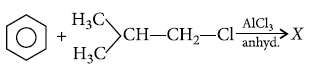 + H₃C
H₃C >CH—CH₂—Cl AlCl₃ / anhyd. → X